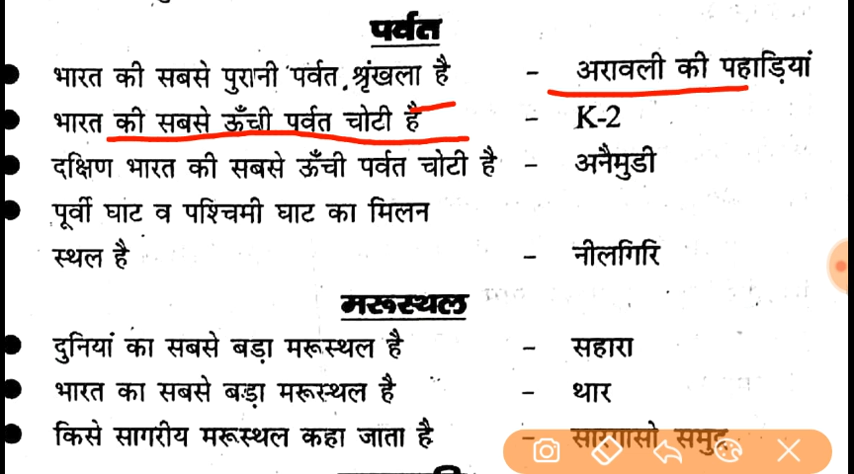 पर्वत
भारत की सबसे पुरानी पर्वत श्रृंखला है - अरावली की पहाड़ियां
भारत की सबसे ऊँची पर्वत चोटी है - K-2
दक्षिण भारत की सबसे ऊँची पर्वत चोटी है - अनैमुडी
पूर्वी घाट व पश्चिमी घाट का मिलन
स्थल है - नीलगिरि
मरूस्थल
दुनियां का सबसे बड़ा मरूस्थल है - सहारा
भारत का सबसे बड़ा मरूस्थल है - थार
किसे सागरीय मरूस्थल कहा जाता है - सारगासो समुद्र